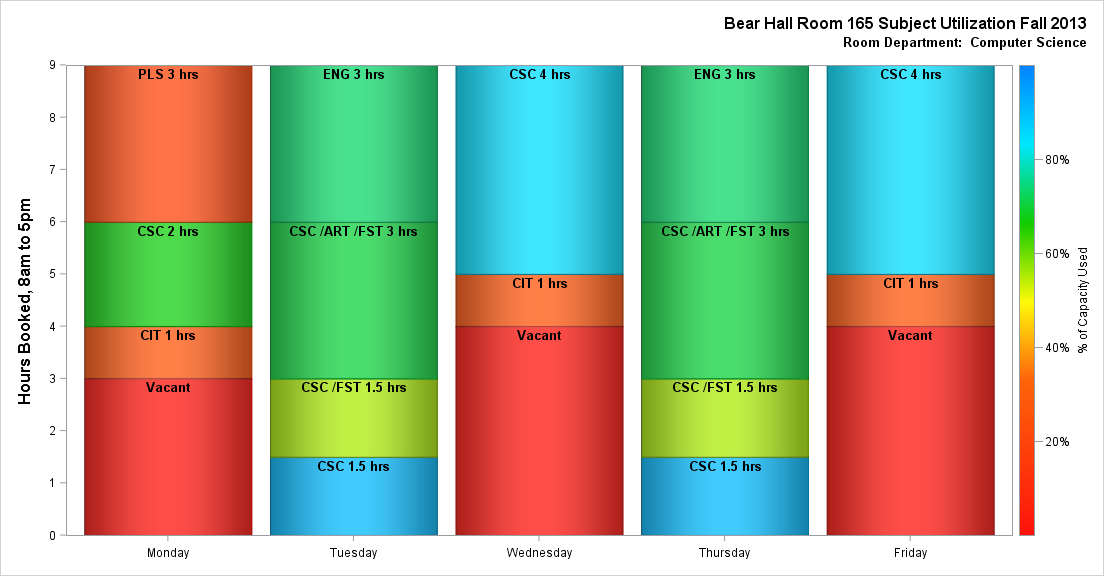 Bear Hall Room 165 Subject Utilization Fall 2013
Room Department:  Computer Science
Hours Booked, 8am to 5pm
9
8
7
6
5
4
3
2
1
0
PLS 3 hrs
CSC 2 hrs
CIT 1 hrs
Vacant
Monday
ENG 3 hrs
CSC /ART /FST 3 hrs
CSC /FST 1.5 hrs
CSC 1.5 hrs
Tuesday
CSC 4 hrs
CIT 1 hrs
Vacant
Wednesday
ENG 3 hrs
CSC /ART /FST 3 hrs
CSC /FST 1.5 hrs
CSC 1.5 hrs
Thursday
CSC 4 hrs
CIT 1 hrs
Vacant
Friday
80%
60%
40%
20%
% of Capacity Used